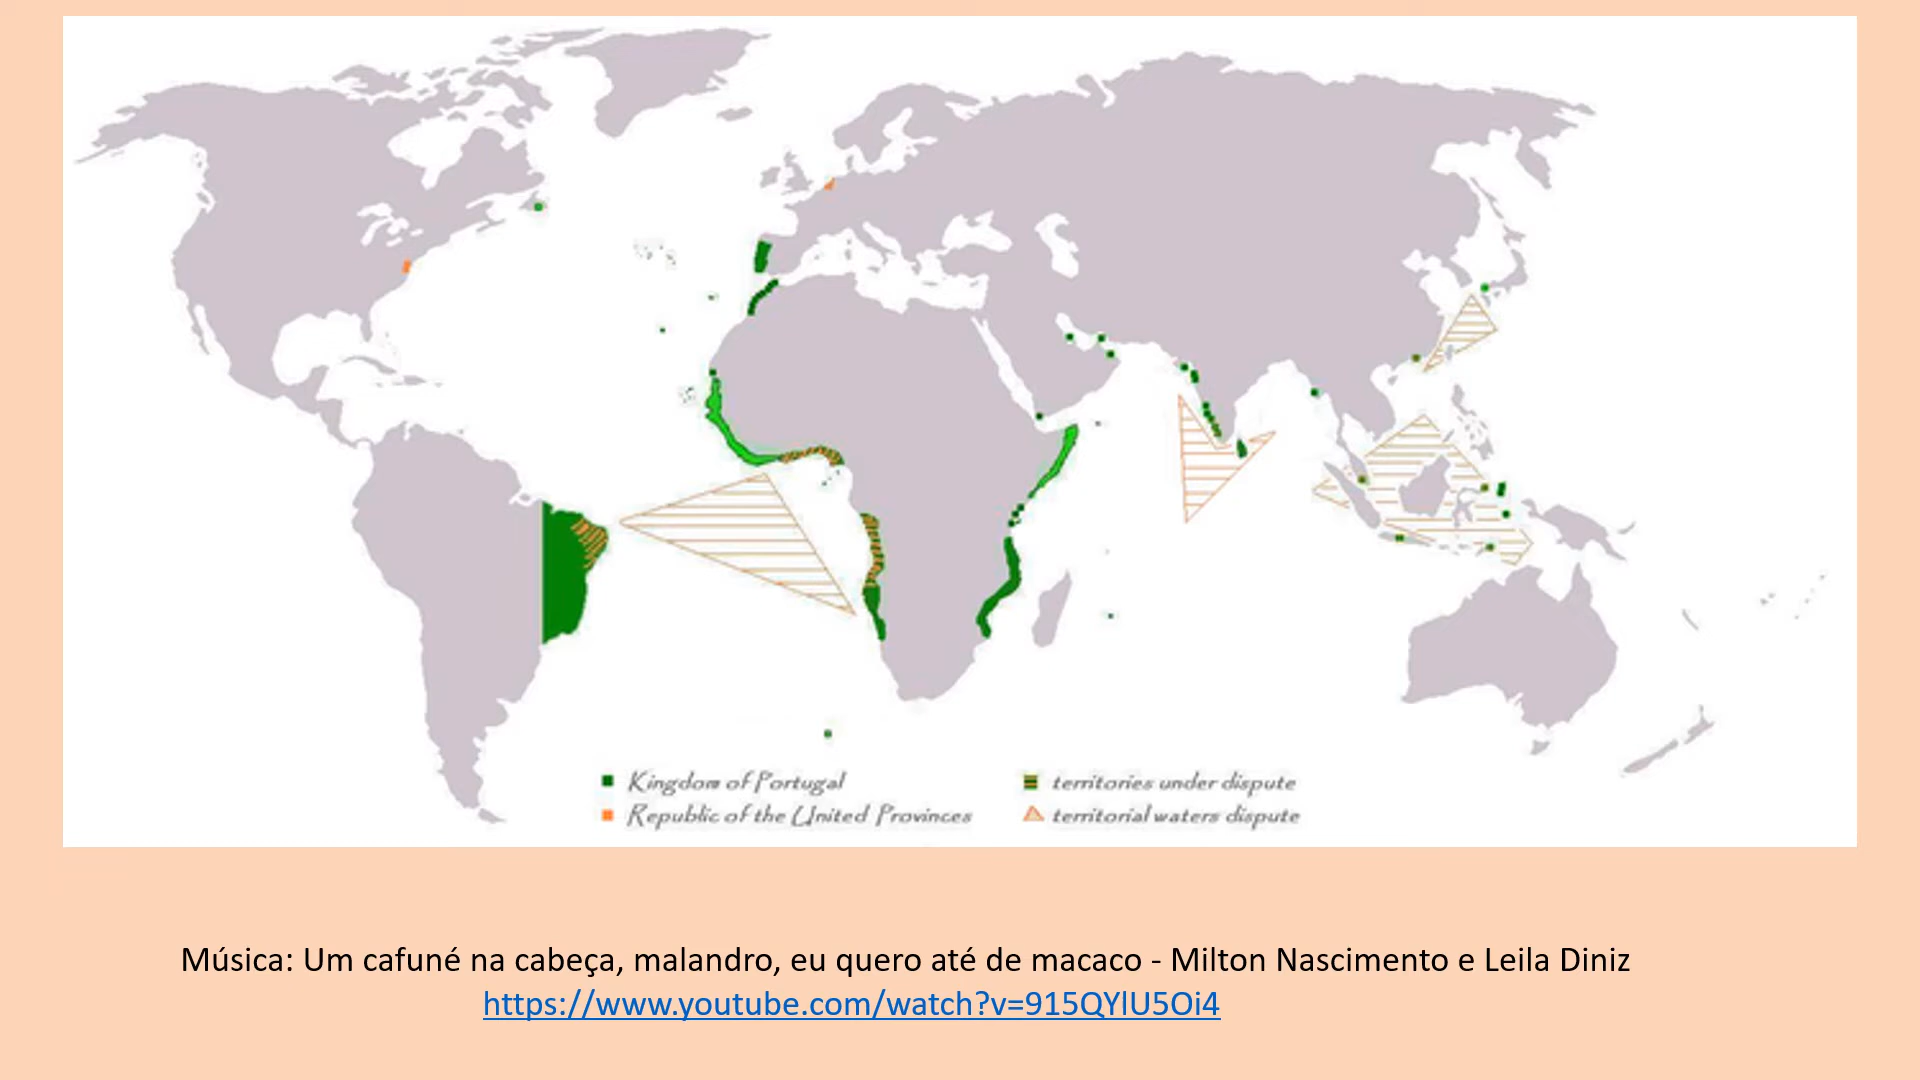 Kingdom of Portugal
Republic of the United Provinces
territories under dispute
territorial waters dispute
Música: Um cafuné na cabeça, malandro, eu quero até de macaco - Milton Nascimento e Leila Diniz
https://www.youtube.com/watch?v=915QYlU5Oi4